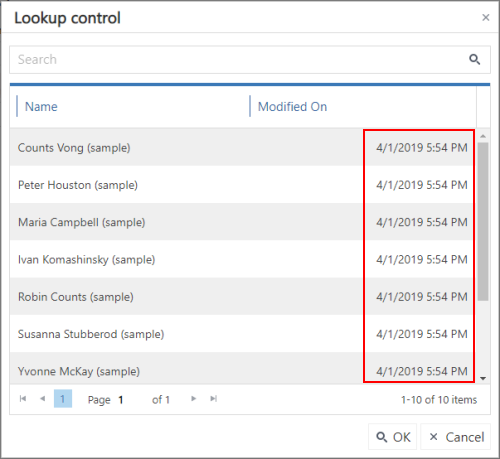 Lookup control ×
Search
Name Modified On
Counts Vong (sample) 4/1/2019 5:54 PM
Peter Houston (sample) 4/1/2019 5:54 PM
Maria Campbell (sample) 4/1/2019 5:54 PM
Ivan Komashinsky (sample) 4/1/2019 5:54 PM
Robin Counts (sample) 4/1/2019 5:54 PM
Susanna Stubberod (sample) 4/1/2019 5:54 PM
Yvonne McKay (sample) 4/1/2019 5:54 PM
1 Page 1 of 1 1-10 of 10 items
OK × Cancel